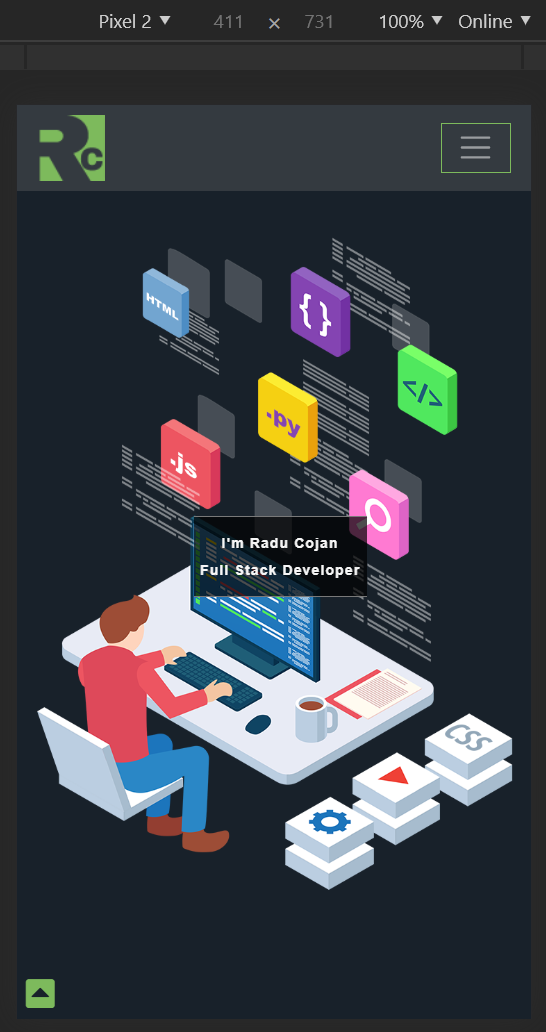 Pixel 2 ▼ 411 × 731 100% ▼ Online ▼
Rc
HTML
{ }
</>
.py
.js
I'm Radu Cojan
Full Stack Developer
CSS